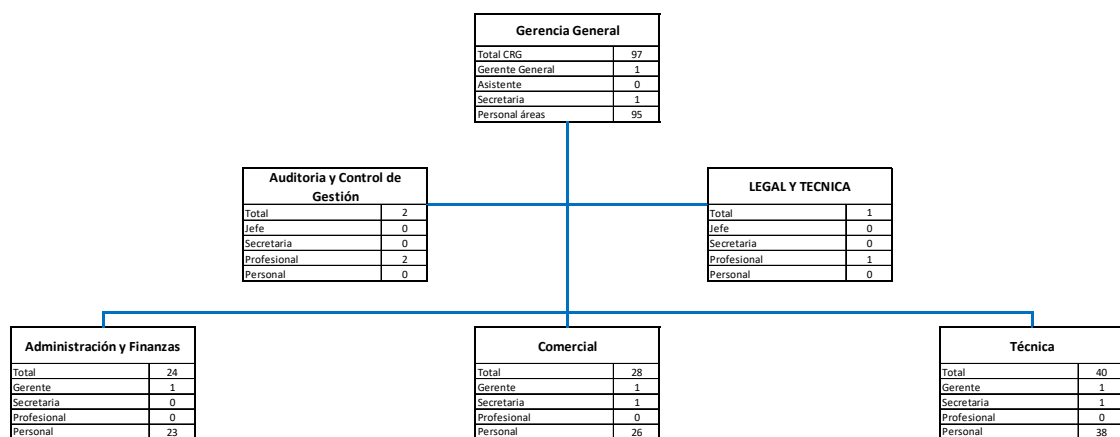 Gerencia General
Total CRG 97
Gerente General 1
Asistente 0
Secretaria 1
Personal áreas 95
Auditoria y Control de
Gestión
Total 2
Jefe 0
Secretaria 0
Profesional 2
Personal 0
LEGAL Y TECNICA
Total 1
Jefe 0
Secretaria 0
Profesional 1
Personal 0
Administración y Finanzas
Total 24
Gerente 1
Secretaria 0
Profesional 0
Personal 23
Comercial
Total 28
Gerente 1
Secretaria 1
Profesional 0
Personal 26
Técnica
Total 40
Gerente 1
Secretaria 1
Profesional 0
Personal 38